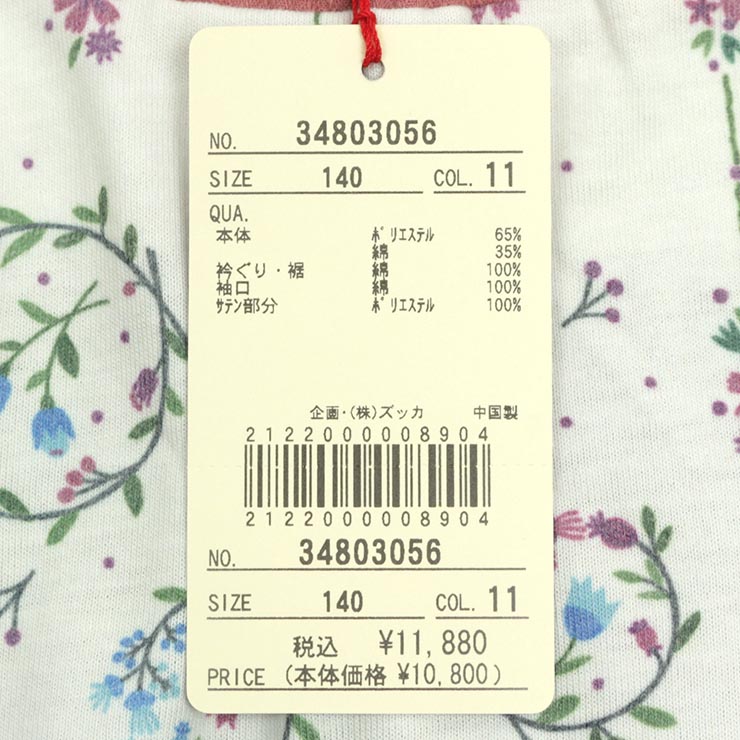 NO. 34803056
SIZE 140 COL. 11
QUA.
本体 ﾎﾟﾘｴｽﾃﾙ 65%
綿 35%
衿ぐり・裾 綿 100%
袖口 綿 100%
ｻﾃﾝ部分 ﾎﾟﾘｴｽﾃﾙ 100%
企画・(株)ズッカ 中国製
2122000008904
2122000008904
NO. 34803056
SIZE 140 COL. 11
税込 ¥11,880
PRICE (本体価格 ¥10,800)